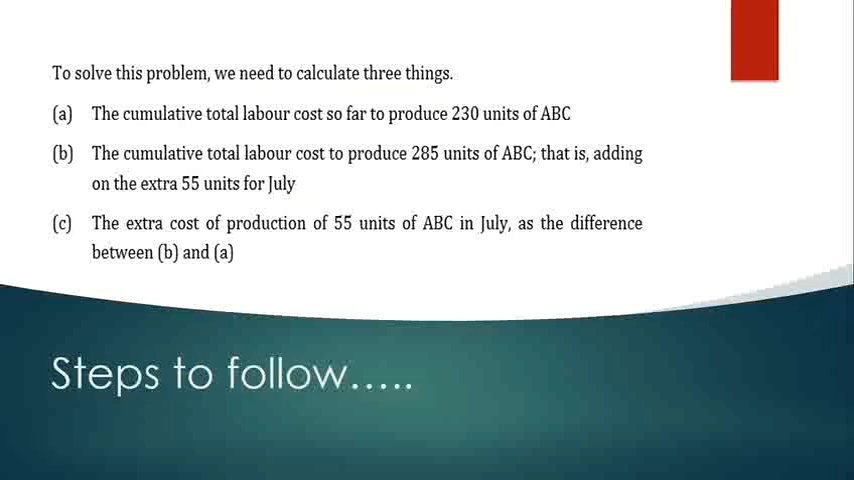 To solve this problem, we need to calculate three things.
(a) The cumulative total labour cost so far to produce 230 units of ABC
(b) The cumulative total labour cost to produce 285 units of ABC; that is, adding
on the extra 55 units for July
(c) The extra cost of production of 55 units of ABC in July, as the difference
between (b) and (a)
Steps to follow.....